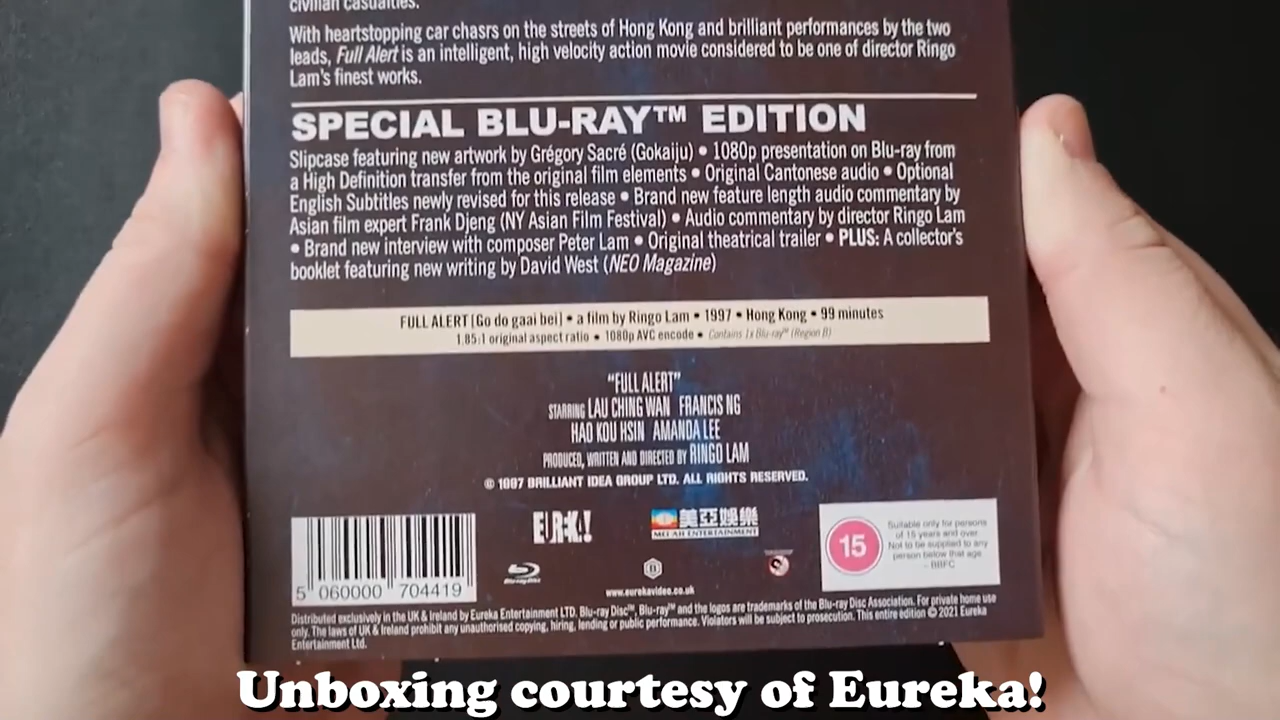 civilian casualties.
With heartstopping car chasrs on the streets of Hong Kong and brilliant performances by the two
leads, Full Alert is an intelligent, high velocity action movie considered to be one of director Ringo
Lam's finest works.
SPECIAL BLU-RAY™ EDITION
Slipcase featuring new artwork by Grégory Sacré (Gokaiju) • 1080p presentation on Blu-ray from
a High Definition transfer from the original film elements • Original Cantonese audio • Optional
English Subtitles newly revised for this release • Brand new feature length audio commentary by
Asian film expert Frank Djeng (NY Asian Film Festival) • Audio commentary by director Ringo Lam
• Brand new interview with composer Peter Lam • Original theatrical trailer • PLUS: A collector's
booklet featuring new writing by David West (NEO Magazine)
FULL ALERT [Go do gaai bei] • a film by Ringo Lam • 1997 • Hong Kong • 99 minutes
1.85:1 original aspect ratio • 1080p AVC encode • Contains 1x Blu-ray™ (Region B)
"FULL ALERT"
STARRING LAU CHING WAN FRANCIS NG
HAO KOU HSIN AMANDA LEE
PRODUCED, WRITTEN AND DIRECTED BY RINGO LAM
© 1997 BRILLIANT IDEA GROUP LTD. ALL RIGHTS RESERVED.
EUREKA!
美亞娛樂
MEI AH ENTERTAINMENT
15
Suitable only for persons
of 15 years and over.
Not to be supplied to any
person below that age.
- BBFC
Blu-ray Disc
www.eurekavideo.co.uk
5 060000 704419
Distributed exclusively in the UK & Ireland by Eureka Entertainment LTD. Blu-ray Disc™, Blu-ray™ and the logos are trademarks of the Blu-ray Disc Association. For private home use
only. The laws of UK & Ireland prohibit any unauthorised copying, hiring, lending or public performance. Violators will be subject to prosecution. This entire edition © 2021 Eureka
Entertainment Ltd.
Unboxing courtesy of Eureka!